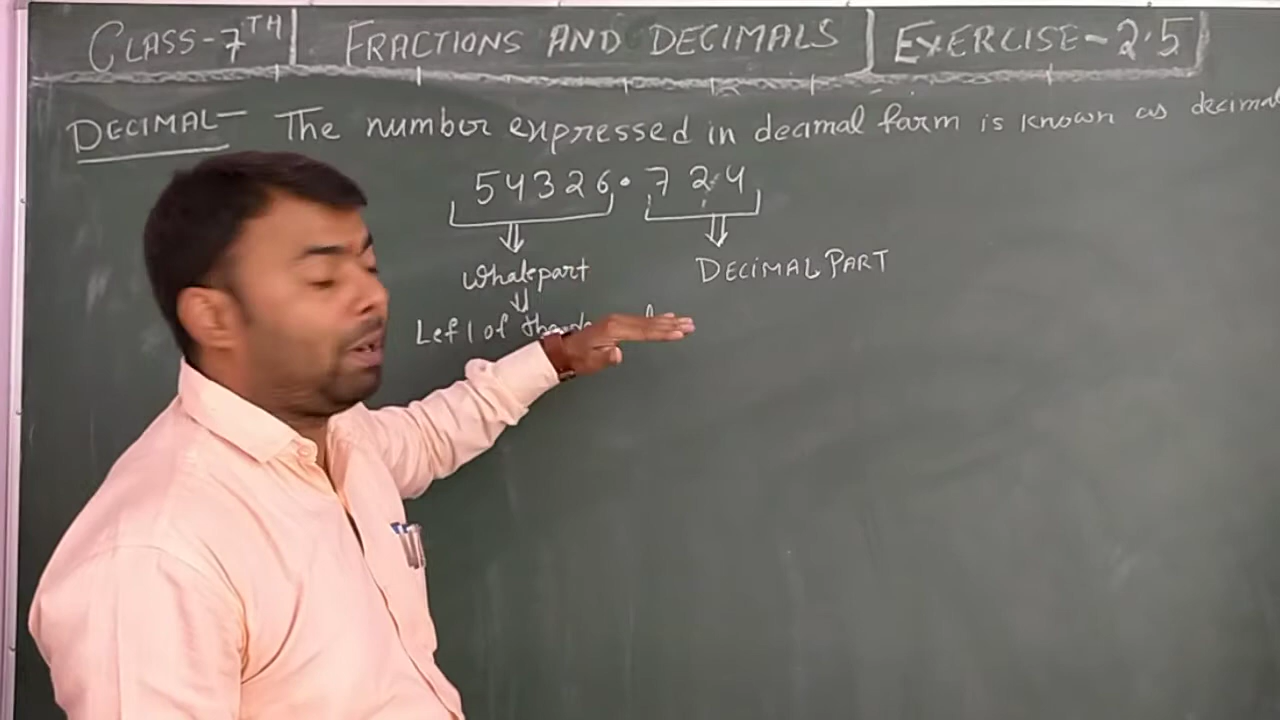 CLASS-7TH FRACTIONS AND DECIMALS EXERCISE-2.5
DECIMAL- The number expressed in decimal farm is known as decimal
54326.724
Whole part DECIMAL PART
Left of the